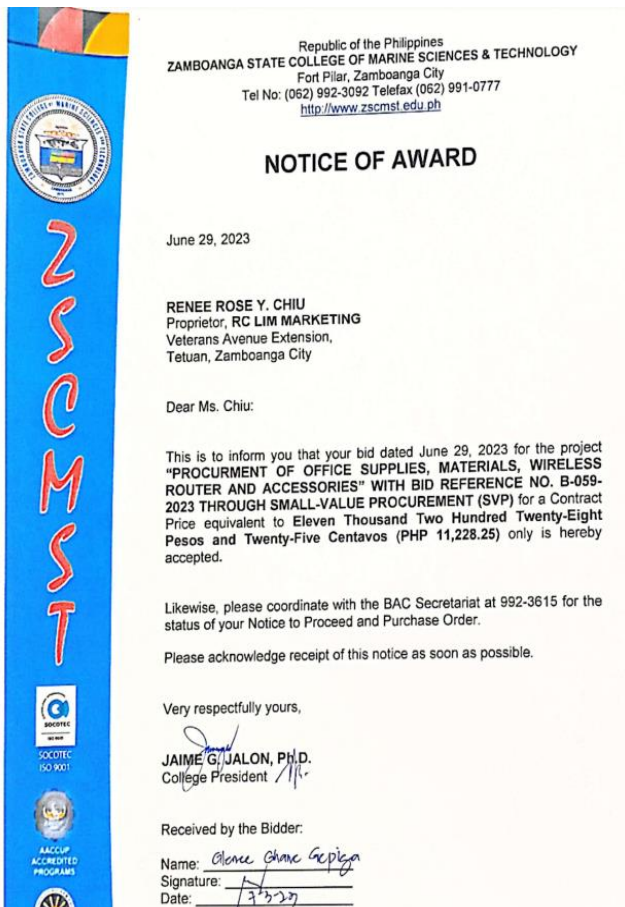 Republic of the Philippines
ZAMBOANGA STATE COLLEGE OF MARINE SCIENCES & TECHNOLOGY
Fort Pilar, Zamboanga City
Tel No: (062) 992-3092 Telefax (062) 991-0777
http://www.zscmst.edu.ph
NOTICE OF AWARD
June 29, 2023
RENEE ROSE Y. CHIU
Proprietor, RC LIM MARKETING
Veterans Avenue Extension,
Tetuan, Zamboanga City
Dear Ms. Chiu:
This is to inform you that your bid dated June 29, 2023 for the project
“PROCURMENT OF OFFICE SUPPLIES, MATERIALS, WIRELESS
ROUTER AND ACCESSORIES” WITH BID REFERENCE NO. B-059-
2023 THROUGH SMALL-VALUE PROCUREMENT (SVP) for a Contract
Price equivalent to Eleven Thousand Two Hundred Twenty-Eight
Pesos and Twenty-Five Centavos (PHP 11,228.25) only is hereby
accepted.
Likewise, please coordinate with the BAC Secretariat at 992-3615 for the
status of your Notice to Proceed and Purchase Order.
Please acknowledge receipt of this notice as soon as possible.
Very respectfully yours,
JAIME G. JALON, Ph.D.
College President
Received by the Bidder:
Name:
Signature:
Date:
ZSCMST
SOCOTEC
ISO 9001
SOCOTEC
ISO 9001
AACCUP
ACCREDITED
PROGRAMS